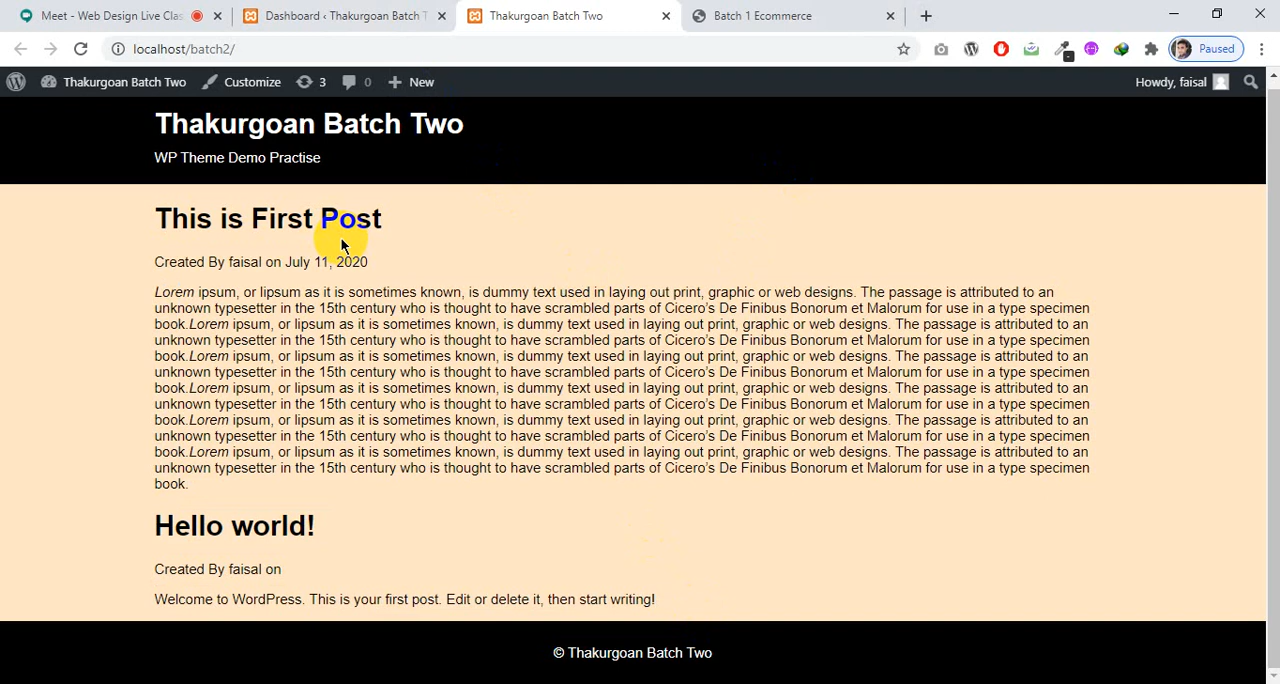 Meet - Web Design Live Clas
Dashboard ‹ Thakurgoan Batch T
Thakurgoan Batch Two
Batch 1 Ecommerce
localhost/batch2/
Paused
Thakurgoan Batch Two
Customize
3
0
New
Howdy, faisal
Thakurgoan Batch Two
WP Theme Demo Practise
This is First Post
Created By faisal on July 11, 2020
Lorem ipsum, or lipsum as it is sometimes known, is dummy text used in laying out print, graphic or web designs. The passage is attributed to an
unknown typesetter in the 15th century who is thought to have scrambled parts of Cicero's De Finibus Bonorum et Malorum for use in a type specimen
book.Lorem ipsum, or lipsum as it is sometimes known, is dummy text used in laying out print, graphic or web designs. The passage is attributed to an
unknown typesetter in the 15th century who is thought to have scrambled parts of Cicero's De Finibus Bonorum et Malorum for use in a type specimen
book.Lorem ipsum, or lipsum as it is sometimes known, is dummy text used in laying out print, graphic or web designs. The passage is attributed to an
unknown typesetter in the 15th century who is thought to have scrambled parts of Cicero's De Finibus Bonorum et Malorum for use in a type specimen
book.Lorem ipsum, or lipsum as it is sometimes known, is dummy text used in laying out print, graphic or web designs. The passage is attributed to an
unknown typesetter in the 15th century who is thought to have scrambled parts of Cicero's De Finibus Bonorum et Malorum for use in a type specimen
book.Lorem ipsum, or lipsum as it is sometimes known, is dummy text used in laying out print, graphic or web designs. The passage is attributed to an
unknown typesetter in the 15th century who is thought to have scrambled parts of Cicero's De Finibus Bonorum et Malorum for use in a type specimen
book.Lorem ipsum, or lipsum as it is sometimes known, is dummy text used in laying out print, graphic or web designs. The passage is attributed to an
unknown typesetter in the 15th century who is thought to have scrambled parts of Cicero's De Finibus Bonorum et Malorum for use in a type specimen
book.
Hello world!
Created By faisal on
Welcome to WordPress. This is your first post. Edit or delete it, then start writing!
© Thakurgoan Batch Two